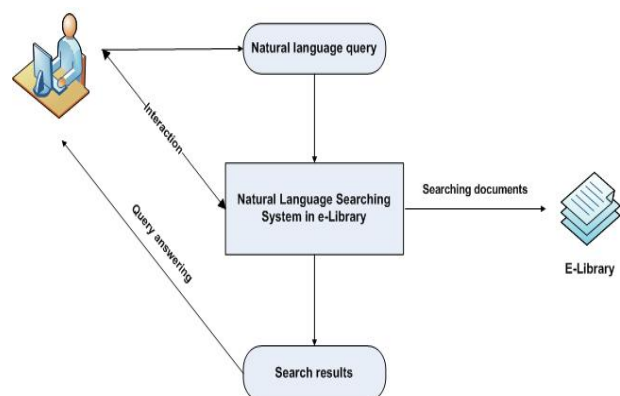 Natural language query
Interaction
Natural Language Searching
System in e-Library
Searching documents
E-Library
Query answering
Search results